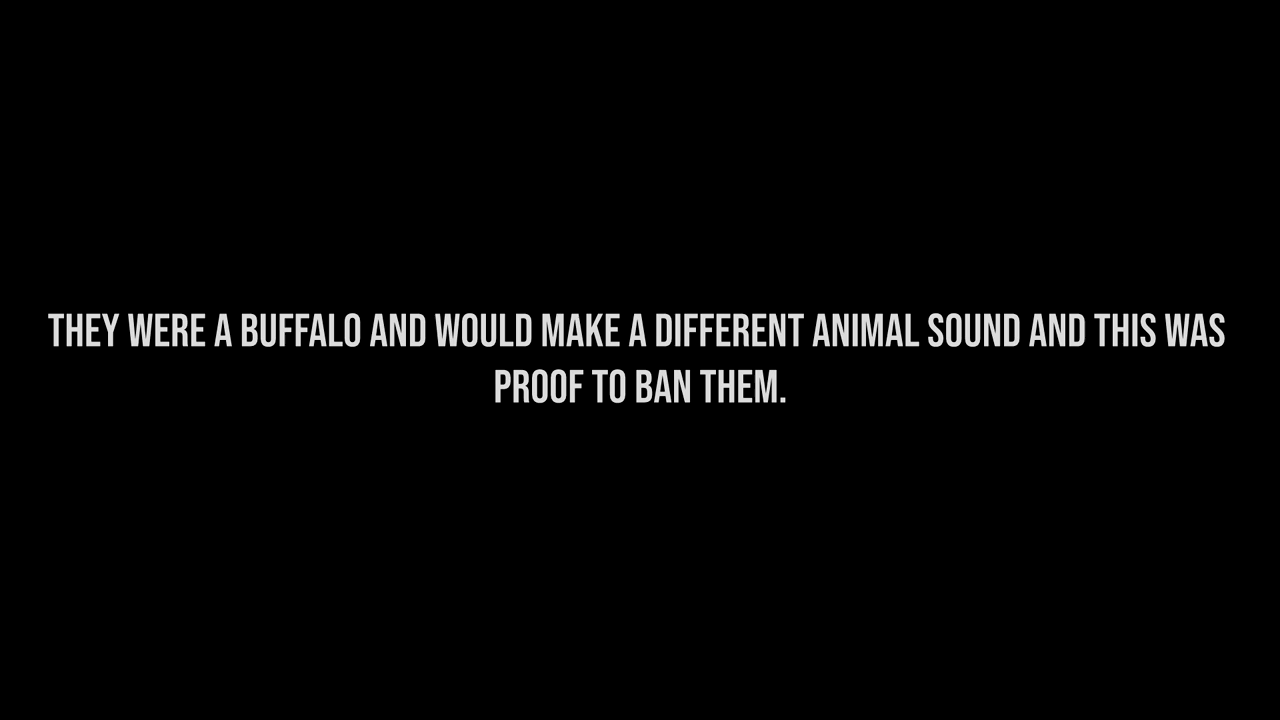 THEY WERE A BUFFALO AND WOULD MAKE A DIFFERENT ANIMAL SOUND AND THIS WAS
PROOF TO BAN THEM.